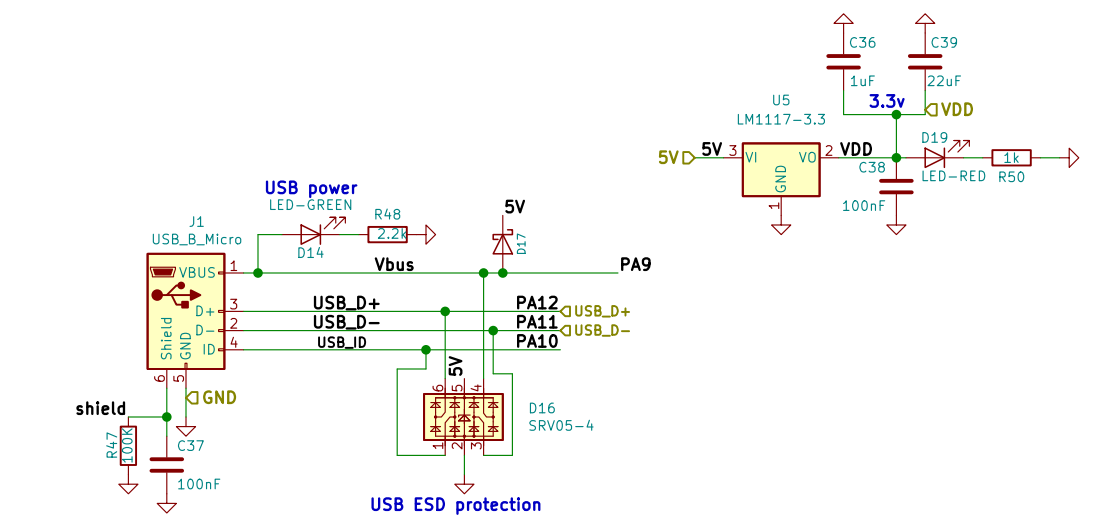 C36
1uF
C39
22uF
3.3v
VDD
U5
LM1117-3.3
5V
5V
3
VI
VO
2
GND
1
VDD
C38
100nF
D19
LED-RED
1k
R50
USB power
LED-GREEN
D14
R48
2.2k
5V
D17
J1
USB_B_Micro
VBUS
1
Vbus
PA9
D+
3
USB_D+
PA12
USB_D+
D-
2
USB_D-
PA11
USB_D-
ID
4
USB_ID
PA10
Shield
GND
6
5
GND
shield
R47
100K
C37
100nF
5V
6
5
4
D16
SRV05-4
1
2
3
USB ESD protection